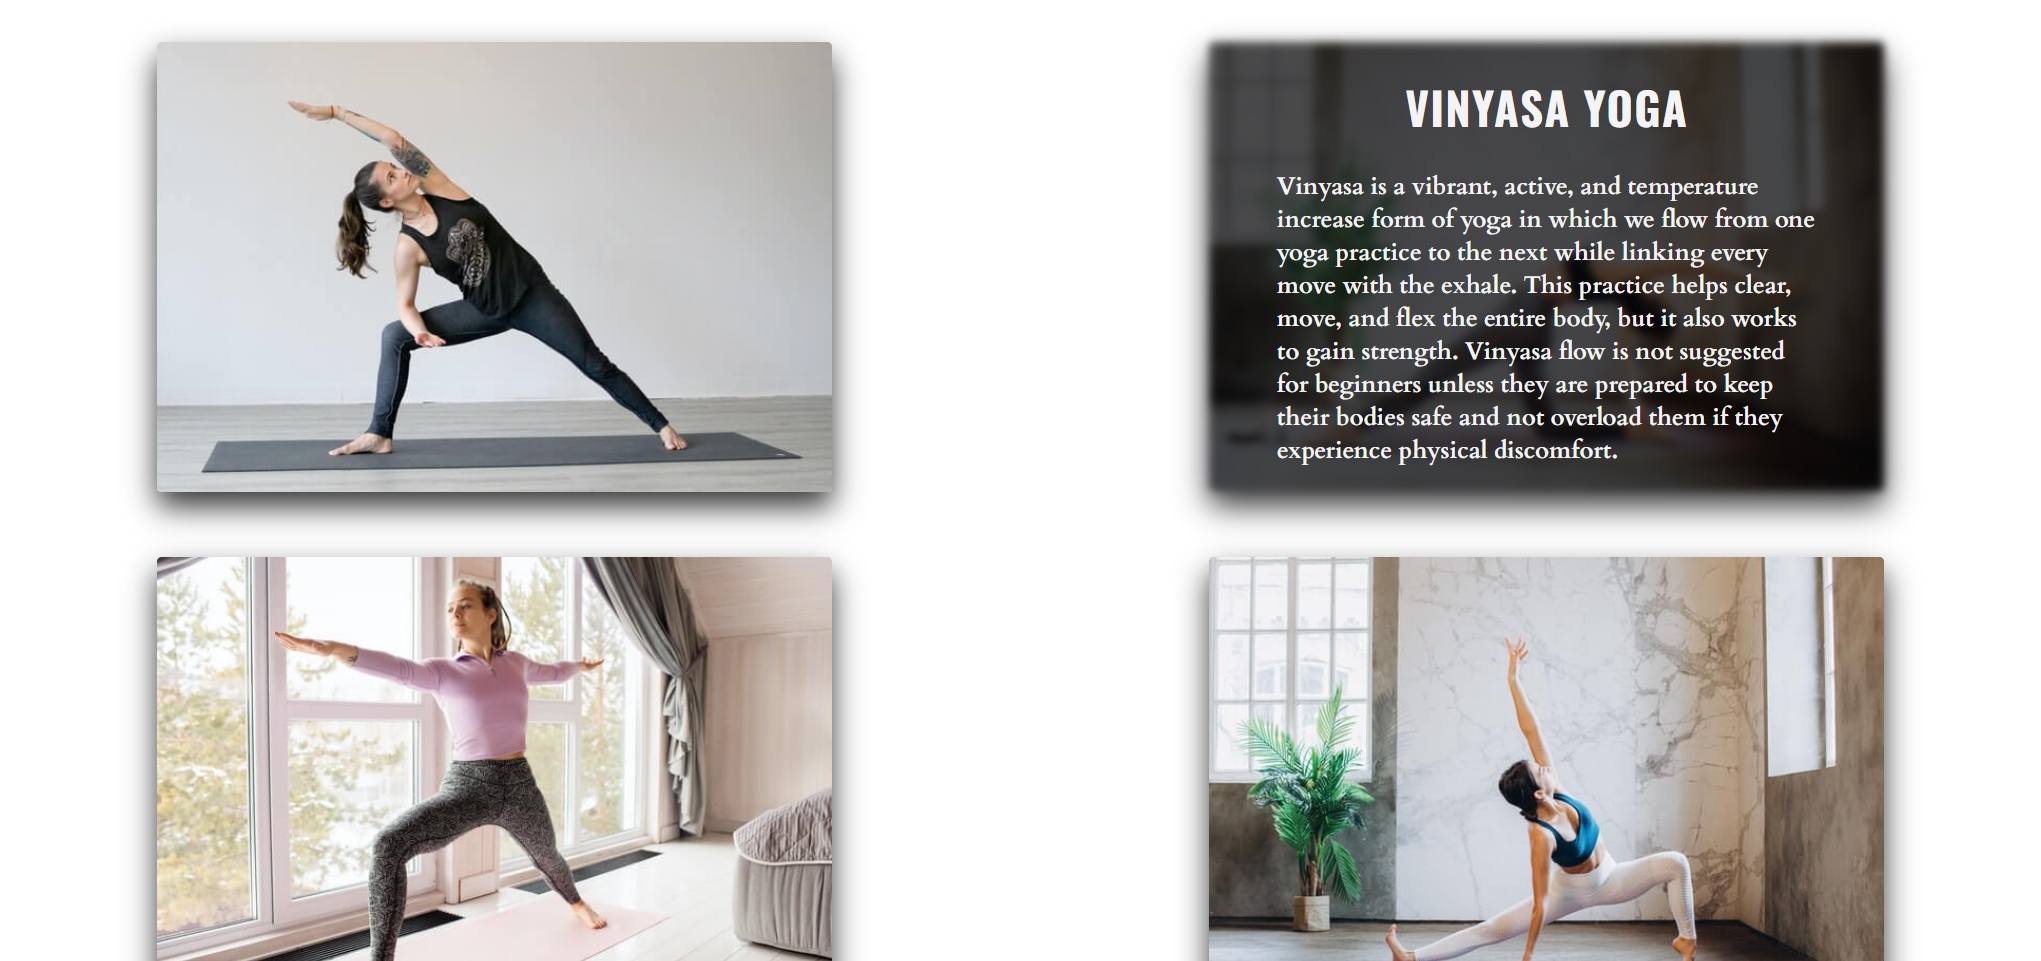 VINYASA YOGA
Vinyasa is a vibrant, active, and temperature
increase form of yoga in which we flow from one
yoga practice to the next while linking every
move with the exhale. This practice helps clear,
move, and flex the entire body, but it also works
to gain strength. Vinyasa flow is not suggested
for beginners unless they are prepared to keep
their bodies safe and not overload them if they
experience physical discomfort.